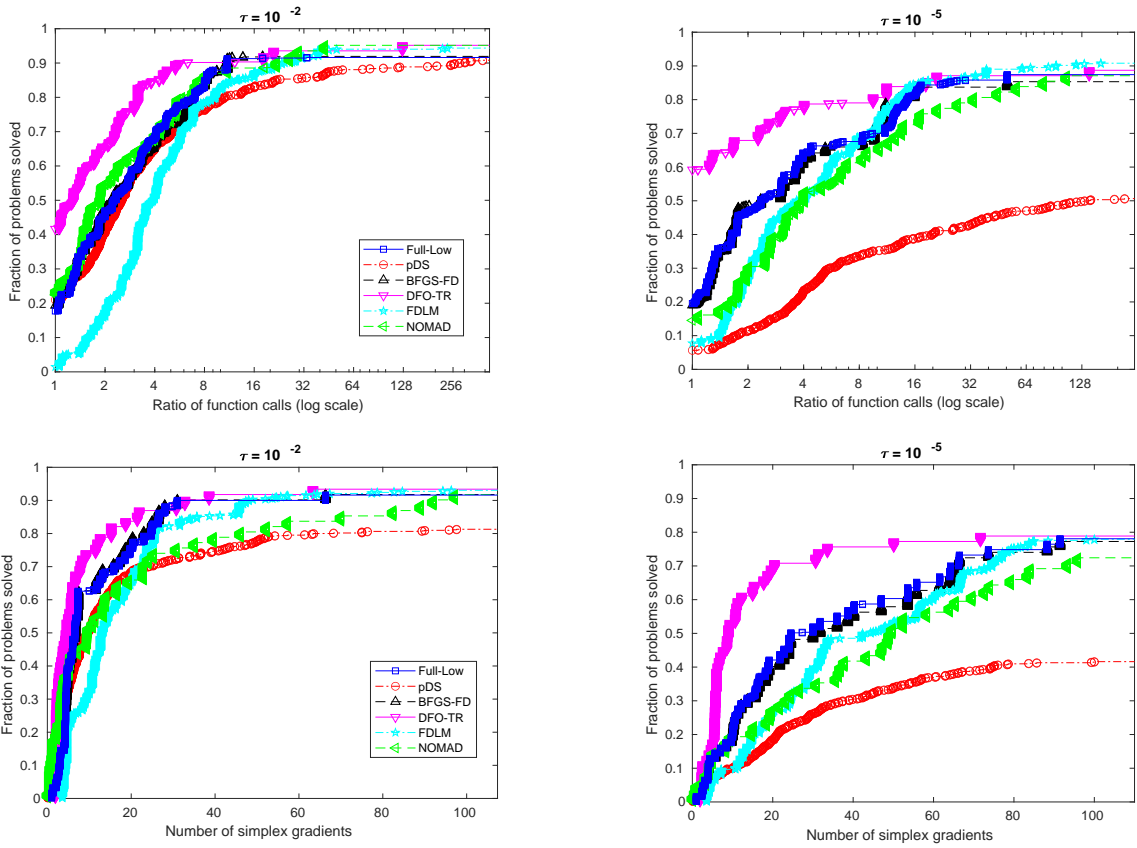 τ = 10 -2
1
0.9
0.8
0.7
0.6
0.5
0.4
0.3
0.2
0.1
0
Fraction of problems solved
1 2 4 8 16 32 64 128 256
Ratio of function calls (log scale)
Full-Low
pDS
BFGS-FD
DFO-TR
FDLM
NOMAD
τ = 10 -5
1
0.9
0.8
0.7
0.6
0.5
0.4
0.3
0.2
0.1
0
Fraction of problems solved
1 2 4 8 16 32 64 128
Ratio of function calls (log scale)
τ = 10 -2
1
0.9
0.8
0.7
0.6
0.5
0.4
0.3
0.2
0.1
0
Fraction of problems solved
0 20 40 60 80 100
Number of simplex gradients
Full-Low
pDS
BFGS-FD
DFO-TR
FDLM
NOMAD
τ = 10 -5
1
0.9
0.8
0.7
0.6
0.5
0.4
0.3
0.2
0.1
0
Fraction of problems solved
0 20 40 60 80 100
Number of simplex gradients